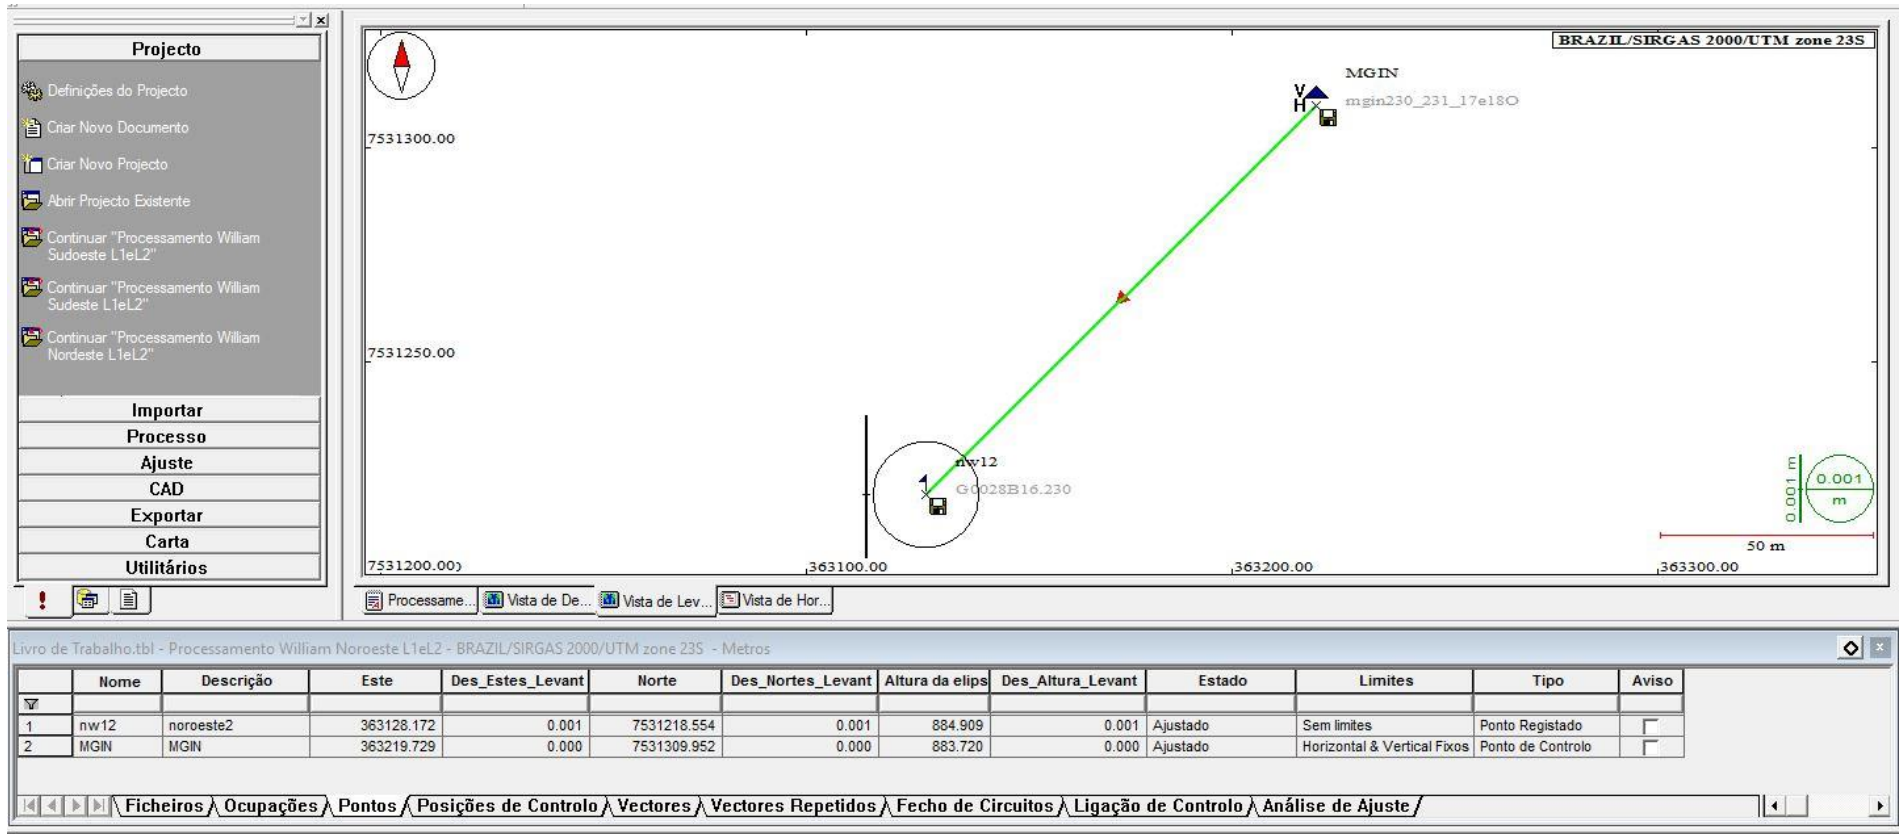 Projecto
Definições do Projecto
Criar Novo Documento
Criar Novo Projecto
Abrir Projecto Existente
Continuar "Processamento William
Sudoeste L1eL2"
Continuar "Processamento William
Sudeste L1eL2"
Continuar "Processamento William
Nordeste L1eL2"
Importar
Processo
Ajuste
CAD
Exportar
Carta
Utilitários
BRAZIL/SIRGAS 2000/UTM zone 23S
MGIN
V
H
mgin230_231_17e18O
7531300.00
7531250.00
nw12
1
G0028B16.230
0.001 m
0.001
m
50 m
7531200.00
363100.00
363200.00
363300.00
Processame... Vista de De... Vista de Lev... Vista de Hor...
Livro de Trabalho.tbl - Processamento William Noroeste L1eL2 - BRAZIL/SIRGAS 2000/UTM zone 23S - Metros
Nome Descrição Este Des_Estes_Levant Norte Des_Nortes_Levant Altura da elips Des_Altura_Levant Estado Limites Tipo Aviso
1 nw12 noroeste2 363128.172 0.001 7531218.554 0.001 884.909 0.001 Ajustado Sem limites Ponto Registado
2 MGIN MGIN 363219.729 0.000 7531309.952 0.000 883.720 0.000 Ajustado Horizontal & Vertical Fixos Ponto de Controlo
Ficheiros Ocupações Pontos Posições de Controlo Vectores Vectores Repetidos Fecho de Circuitos Ligação de Controlo Análise de Ajuste